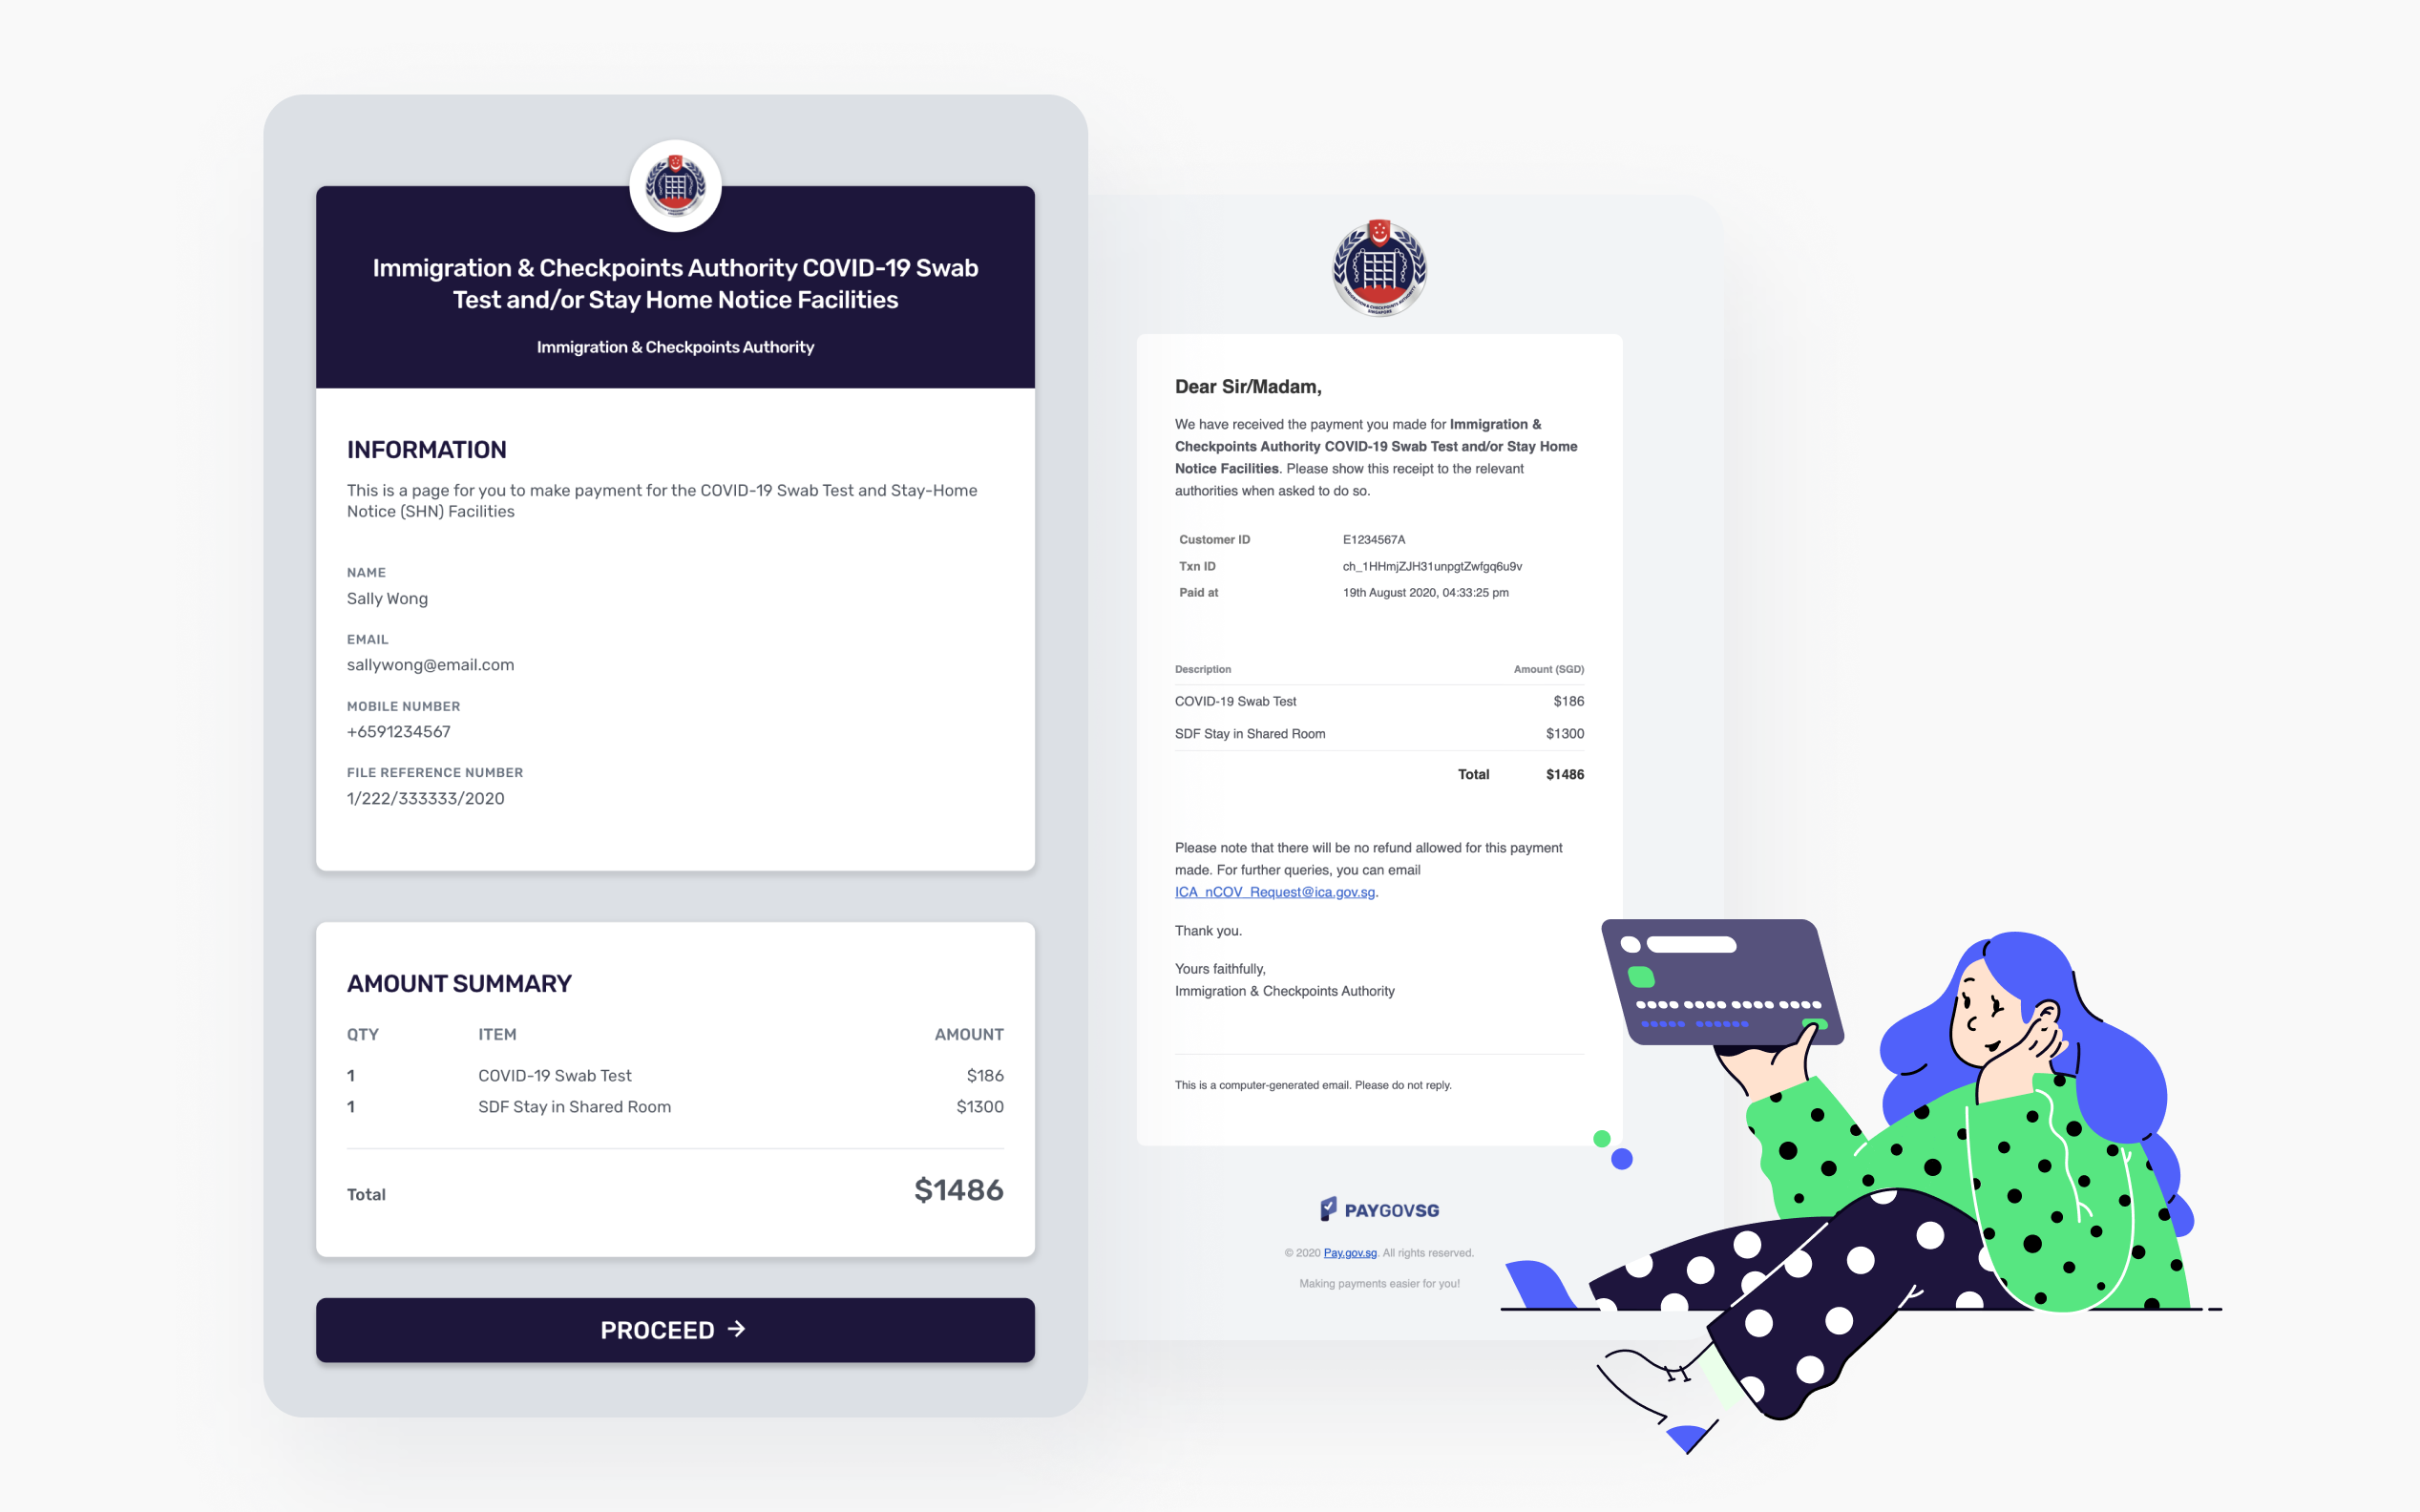 Immigration & Checkpoints Authority COVID-19 Swab
Test and/or Stay Home Notice Facilities
Immigration & Checkpoints Authority
INFORMATION
This is a page for you to make payment for the COVID-19 Swab Test and Stay-Home
Notice (SHN) Facilities
NAME
Sally Wong
EMAIL
sallywong@email.com
MOBILE NUMBER
+6591234567
FILE REFERENCE NUMBER
1/222/333333/2020
AMOUNT SUMMARY
QTY ITEM AMOUNT
1 COVID-19 Swab Test $186
1 SDF Stay in Shared Room $1300
Total $1486
PROCEED →
IMMIGRATION & CHECKPOINTS AUTHORITY
SINGAPORE
Dear Sir/Madam,
We have received the payment you made for Immigration &
Checkpoints Authority COVID-19 Swab Test and/or Stay Home
Notice Facilities. Please show this receipt to the relevant
authorities when asked to do so.
Customer ID E1234567A
Txn ID ch_1HHmjZJH31unpgtZwfgq6u9v
Paid at 19th August 2020, 04:33:25 pm
Description Amount (SGD)
COVID-19 Swab Test $186
SDF Stay in Shared Room $1300
Total $1486
Please note that there will be no refund allowed for this payment
made. For further queries, you can email
ICA_nCOV_Request@ica.gov.sg.
Thank you.
Yours faithfully,
Immigration & Checkpoints Authority
This is a computer-generated email. Please do not reply.
PAYGOVSG
© 2020 Pay.gov.sg. All rights reserved.
Making payments easier for you!